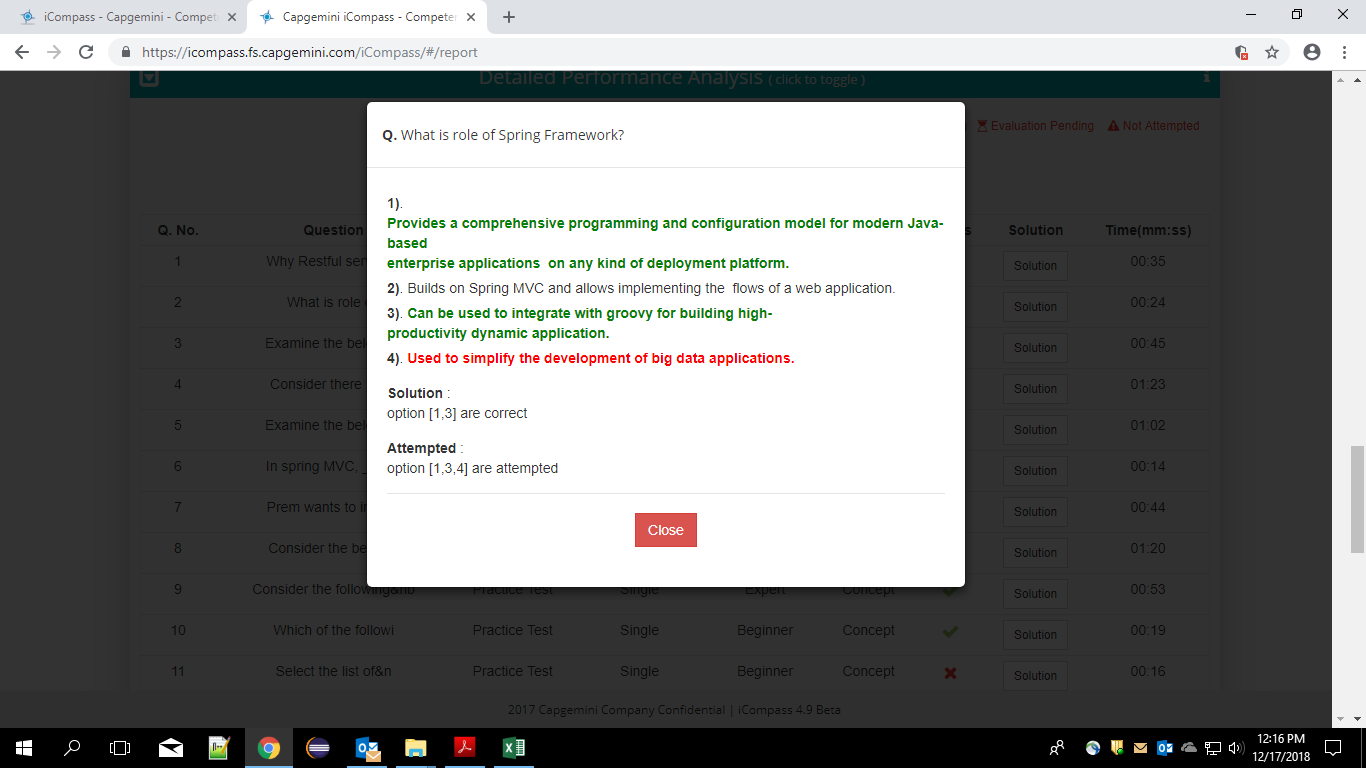 iCompass - Capgemini - Compet
Capgemini iCompass - Competen
https://icompass.fs.capgemini.com/iCompass/#/report
Detailed Performance Analysis ( click to toggle )
Evaluation Pending Not Attempted
Q. What is role of Spring Framework?
1).
Provides a comprehensive programming and configuration model for modern Java-
based
enterprise applications on any kind of deployment platform.
2). Builds on Spring MVC and allows implementing the flows of a web application.
3). Can be used to integrate with groovy for building high-
productivity dynamic application.
4). Used to simplify the development of big data applications.
Solution :
option [1,3] are correct
Attempted :
option [1,3,4] are attempted
Close
Q. No. Question s Solution Time(mm:ss)
1 Why Restful ser Solution 00:35
2 What is role Solution 00:24
3 Examine the bel Solution 00:45
4 Consider there Solution 01:23
5 Examine the bel Solution 01:02
6 In spring MVC, _ Solution 00:14
7 Prem wants to i Solution 00:44
8 Consider the be Solution 01:20
9 Consider the following&nb Practice Test Single Expert Concept Solution 00:53
10 Which of the followi Practice Test Single Beginner Concept Solution 00:19
11 Select the list of&n Practice Test Single Beginner Concept Solution 00:16
2017 Capgemini Company Confidential | iCompass 4.9 Beta
12:16 PM
12/17/2018